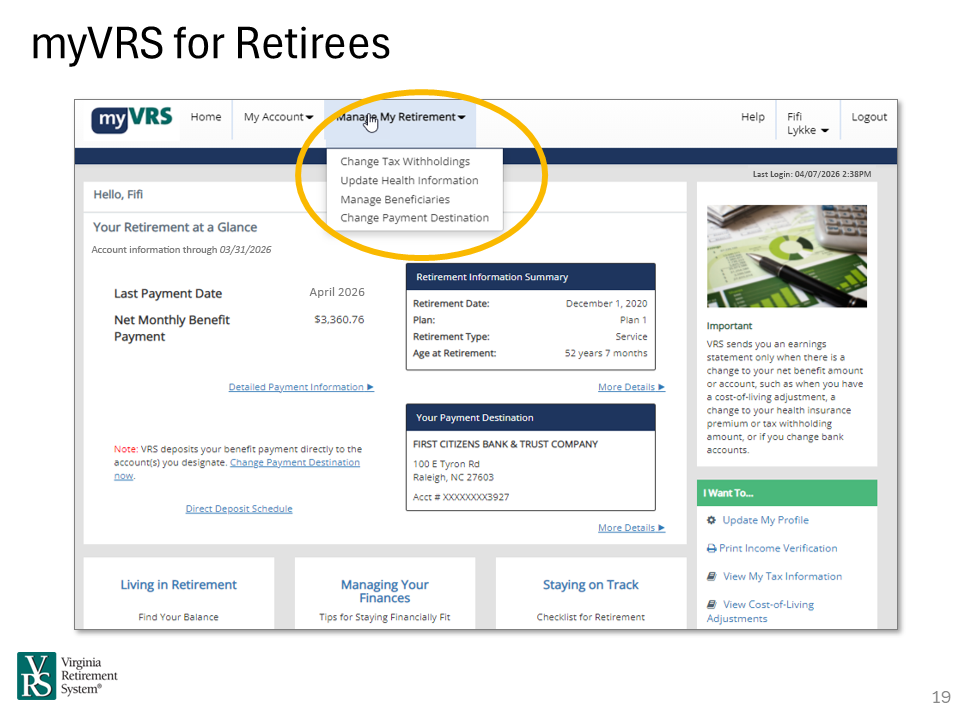 myVRS for Retirees
myVRS
Home
My Account
Manage My Retirement
Help
Fifi
Lykke
Logout
Change Tax Withholdings
Update Health Information
Manage Beneficiaries
Change Payment Destination
Last Login: 04/07/2026 2:38PM
Hello, Fifi
Your Retirement at a Glance
Account information through 03/31/2026
Last Payment Date April 2026
Net Monthly Benefit $3,360.76
Payment
Detailed Payment Information
Note: VRS deposits your benefit payment directly to the
account(s) you designate. Change Payment Destination
now.
Direct Deposit Schedule
Retirement Information Summary
Retirement Date: December 1, 2020
Plan: Plan 1
Retirement Type: Service
Age at Retirement: 52 years 7 months
More Details
Your Payment Destination
FIRST CITIZENS BANK & TRUST COMPANY
100 E Tyron Rd
Raleigh, NC 27603
Acct # XXXXXXXX3927
More Details
Important
VRS sends you an earnings
statement only when there is a
change to your net benefit amount
or account, such as when you have
a cost-of-living adjustment, a
change to your health insurance
premium or tax withholding
amount, or if you change bank
accounts.
I Want To...
Update My Profile
Print Income Verification
View My Tax Information
View Cost-of-Living
Adjustments
Living in Retirement
Find Your Balance
Managing Your
Finances
Tips for Staying Financially Fit
Staying on Track
Checklist for Retirement
VRS
Virginia
Retirement
System®
19